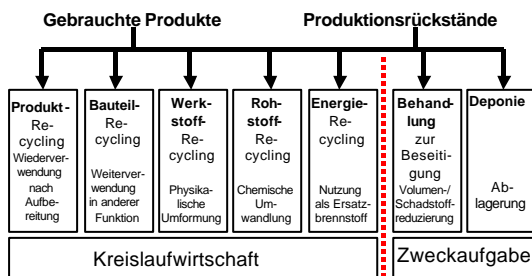 Gebrauchte Produkte
Produktionsrückstände
Produkt-
Re-
cycling
Wiederver-
wendung
nach
Aufbe-
reitung
Bauteil-
Re-
cycling
Weiterver-
wendung
in anderer
Funktion
Werk-
stoff-
Re-
cycling
Physika-
lische
Umformung
Roh-
stoff-
Re-
cycling
Chemische
Um-
wandlung
Energie-
Re-
cycling
Nutzung
als Ersatz-
brennstoff
Behand-
lung
zur
Beseiti-
gung
Volumen-/
Schadstoff-
reduzierung
Deponie
Ab-
lagerung
Kreislaufwirtschaft
Zweckaufgabe